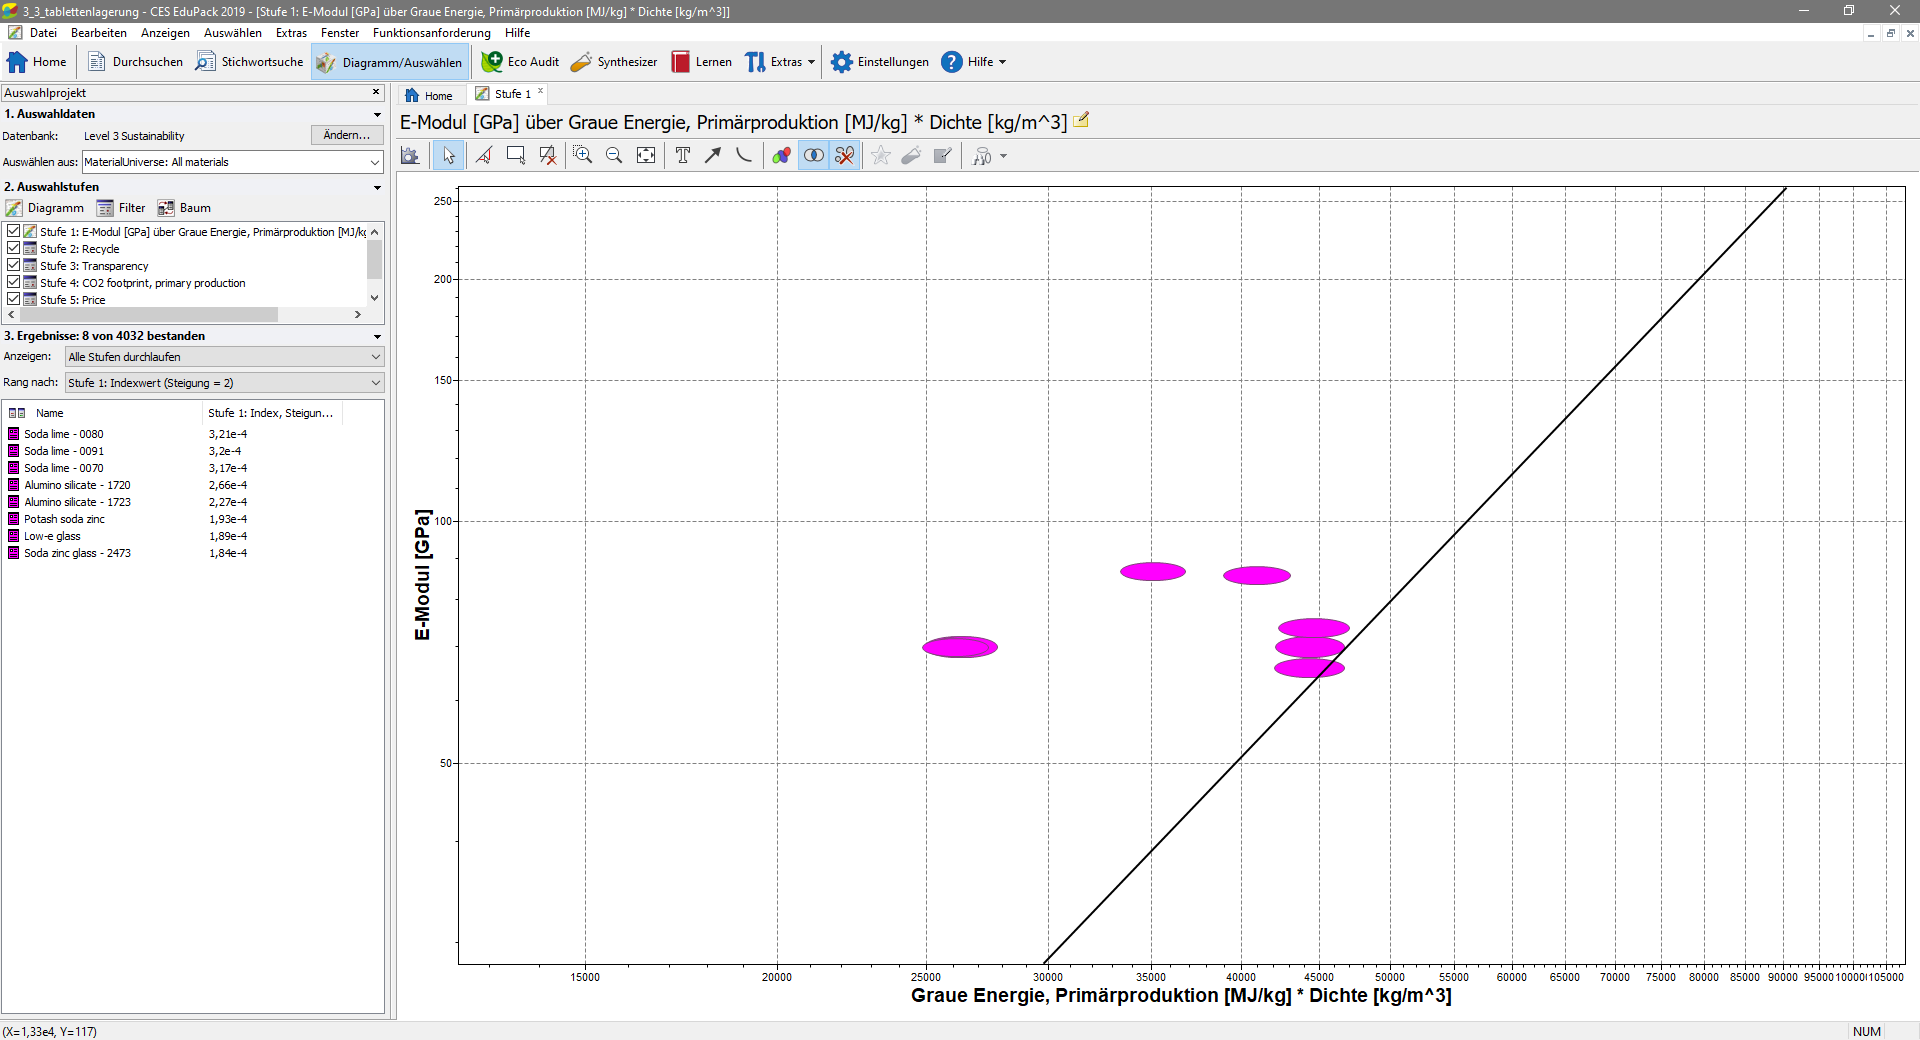 3_3_tablettenlagerung - CES EduPack 2019 - [Stufe 1: E-Modul [GPa] über Graue Energie, Primärproduktion [MJ/kg] * Dichte [kg/m^3]]
Datei Bearbeiten Anzeigen Auswählen Extras Fenster Funktionsanforderung Hilfe
Home Durchsuchen Stichwortsuche Diagramm/Auswählen Eco Audit Synthesizer Lernen Extras Einstellungen Hilfe
Auswahlprojekt
1. Auswahldaten
Datenbank: Level 3 Sustainability Ändern...
Auswählen aus: MaterialUniverse: All materials
2. Auswahlstufen
Diagramm Filter Baum
Stufe 1: E-Modul [GPa] über Graue Energie, Primärproduktion [MJ/kg
Stufe 2: Recycle
Stufe 3: Transparency
Stufe 4: CO2 footprint, primary production
Stufe 5: Price
3. Ergebnisse: 8 von 4032 bestanden
Anzeigen: Alle Stufen durchlaufen
Rang nach: Stufe 1: Indexwert (Steigung = 2)
Name Stufe 1: Index, Steigun...
Soda lime - 0080 3,21e-4
Soda lime - 0091 3,2e-4
Soda lime - 0070 3,17e-4
Alumino silicate - 1720 2,66e-4
Alumino silicate - 1723 2,27e-4
Potash soda zinc 1,93e-4
Low-e glass 1,89e-4
Soda zinc glass - 2473 1,84e-4
Home Stufe 1
E-Modul [GPa] über Graue Energie, Primärproduktion [MJ/kg] * Dichte [kg/m^3]
E-Modul [GPa]
250
200
150
100
50
15000 20000 25000 30000 35000 40000 45000 50000 55000 60000 65000 70000 75000 80000 85000 90000 95000 100000 105000
Graue Energie, Primärproduktion [MJ/kg] * Dichte [kg/m^3]
(X=1,33e4, Y=117)
NUM